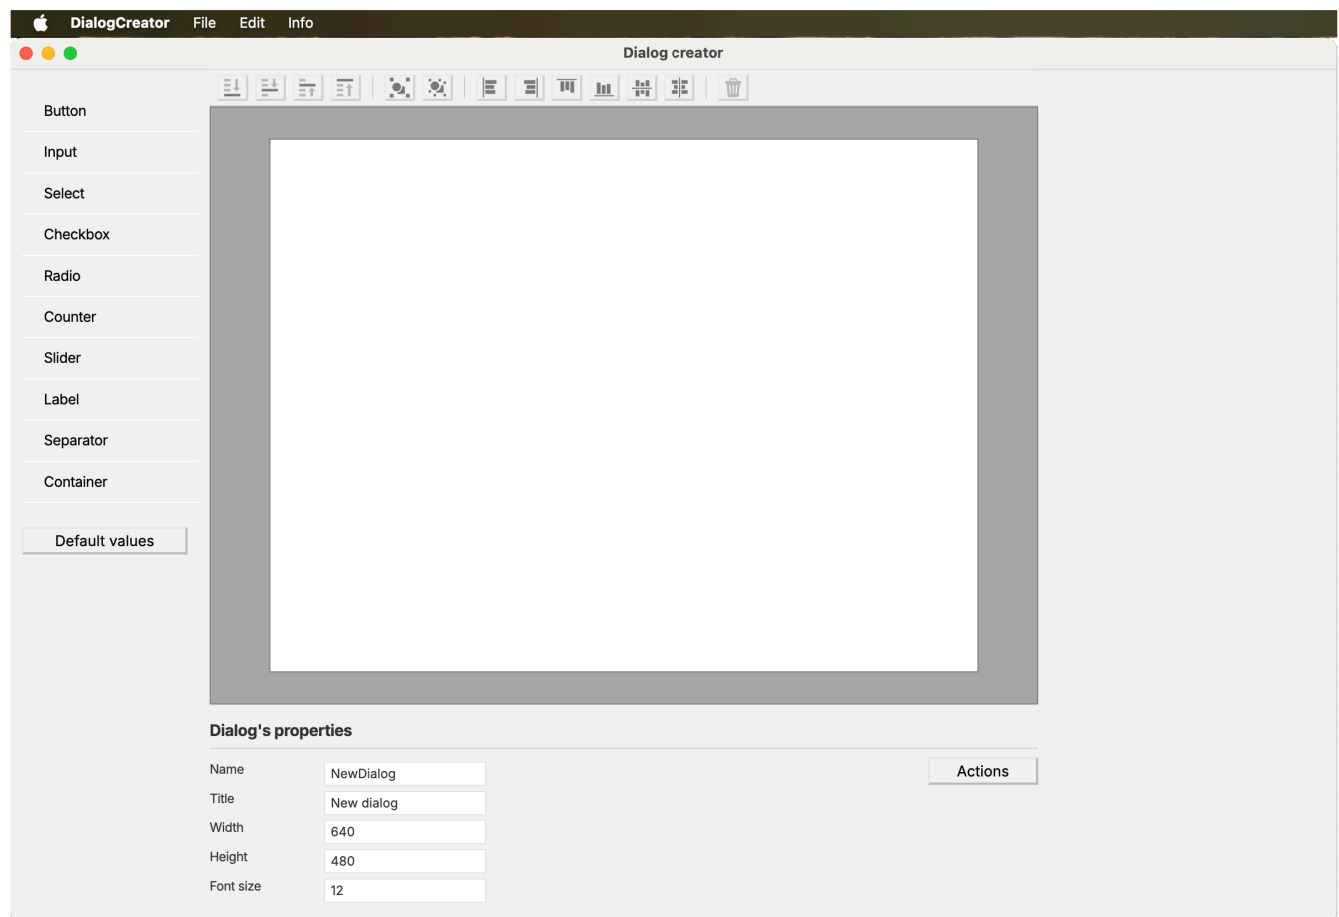 DialogCreator File Edit Info
Dialog creator
Button
Input
Select
Checkbox
Radio
Counter
Slider
Label
Separator
Container
Default values
Dialog's properties
Name NewDialog
Actions
Title New dialog
Width 640
Height 480
Font size 12